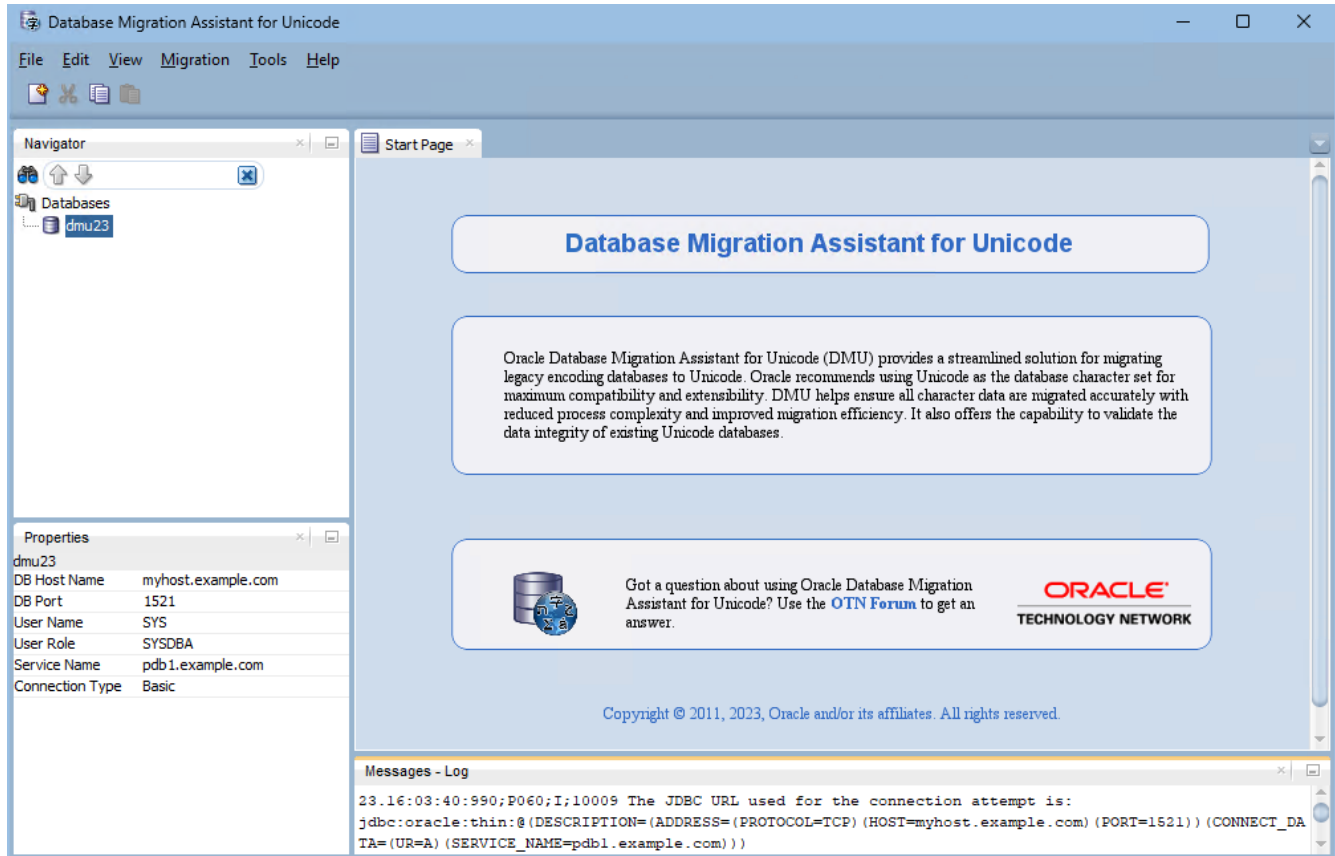 Database Migration Assistant for Unicode
File Edit View Migration Tools Help
Navigator
Start Page
Databases
dmu23
Database Migration Assistant for Unicode
Oracle Database Migration Assistant for Unicode (DMU) provides a streamlined solution for migrating
legacy encoding databases to Unicode. Oracle recommends using Unicode as the database character set for
maximum compatibility and extensibility. DMU helps ensure all character data are migrated accurately with
reduced process complexity and improved migration efficiency. It also offers the capability to validate the
data integrity of existing Unicode databases.
Got a question about using Oracle Database Migration
Assistant for Unicode? Use the OTN Forum to get an
answer.
ORACLE
TECHNOLOGY NETWORK
Copyright © 2011, 2023, Oracle and/or its affiliates. All rights reserved.
Properties
dmu23
DB Host Name myhost.example.com
DB Port 1521
User Name SYS
User Role SYSDBA
Service Name pdb1.example.com
Connection Type Basic
Messages - Log
23.16:03:40:990;P060;I;10009 The JDBC URL used for the connection attempt is:
jdbc:oracle:thin:@(DESCRIPTION=(ADDRESS=(PROTOCOL=TCP)(HOST=myhost.example.com)(PORT=1521))(CONNECT_DA
TA=(UR=A)(SERVICE_NAME=pdb1.example.com)))